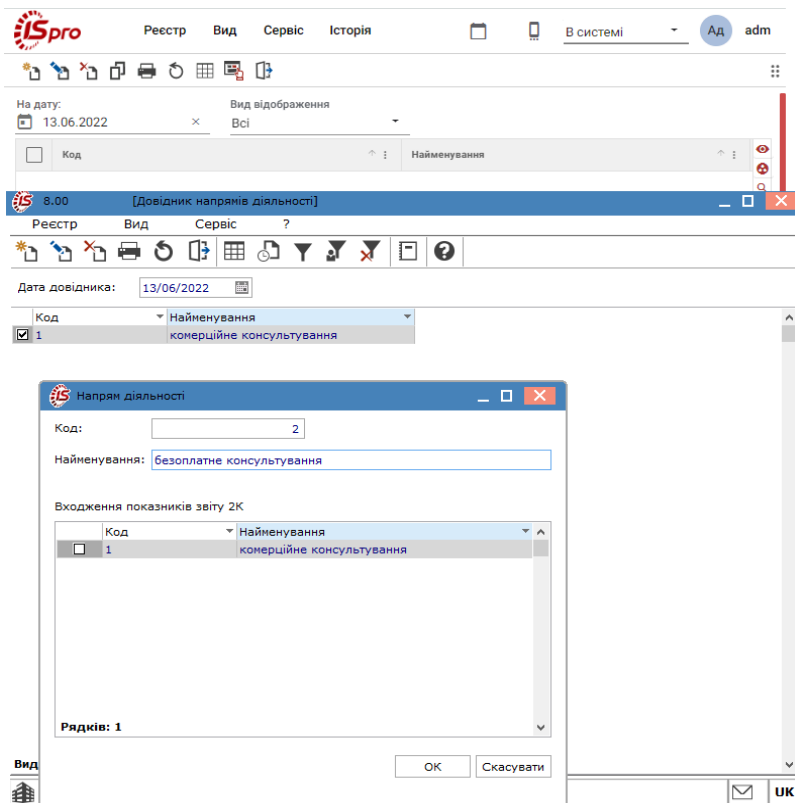 ISpro Реєстр Вид Сервіс Історія В системі Ад adm
На дату: Вид відображення
13.06.2022 × Всі
Код Найменування
IS 8.00 [Довідник напрямів діяльності]
Реєстр Вид Сервіс ?
Дата довідника: 13/06/2022
Код Найменування
1 комерційне консультування
IS Напрям діяльності
Код: 2
Найменування: безоплатне консультування
Входження показників звіту 2К
Код Найменування
1 комерційне консультування
Рядків: 1
Вид
ОК Скасувати
UK